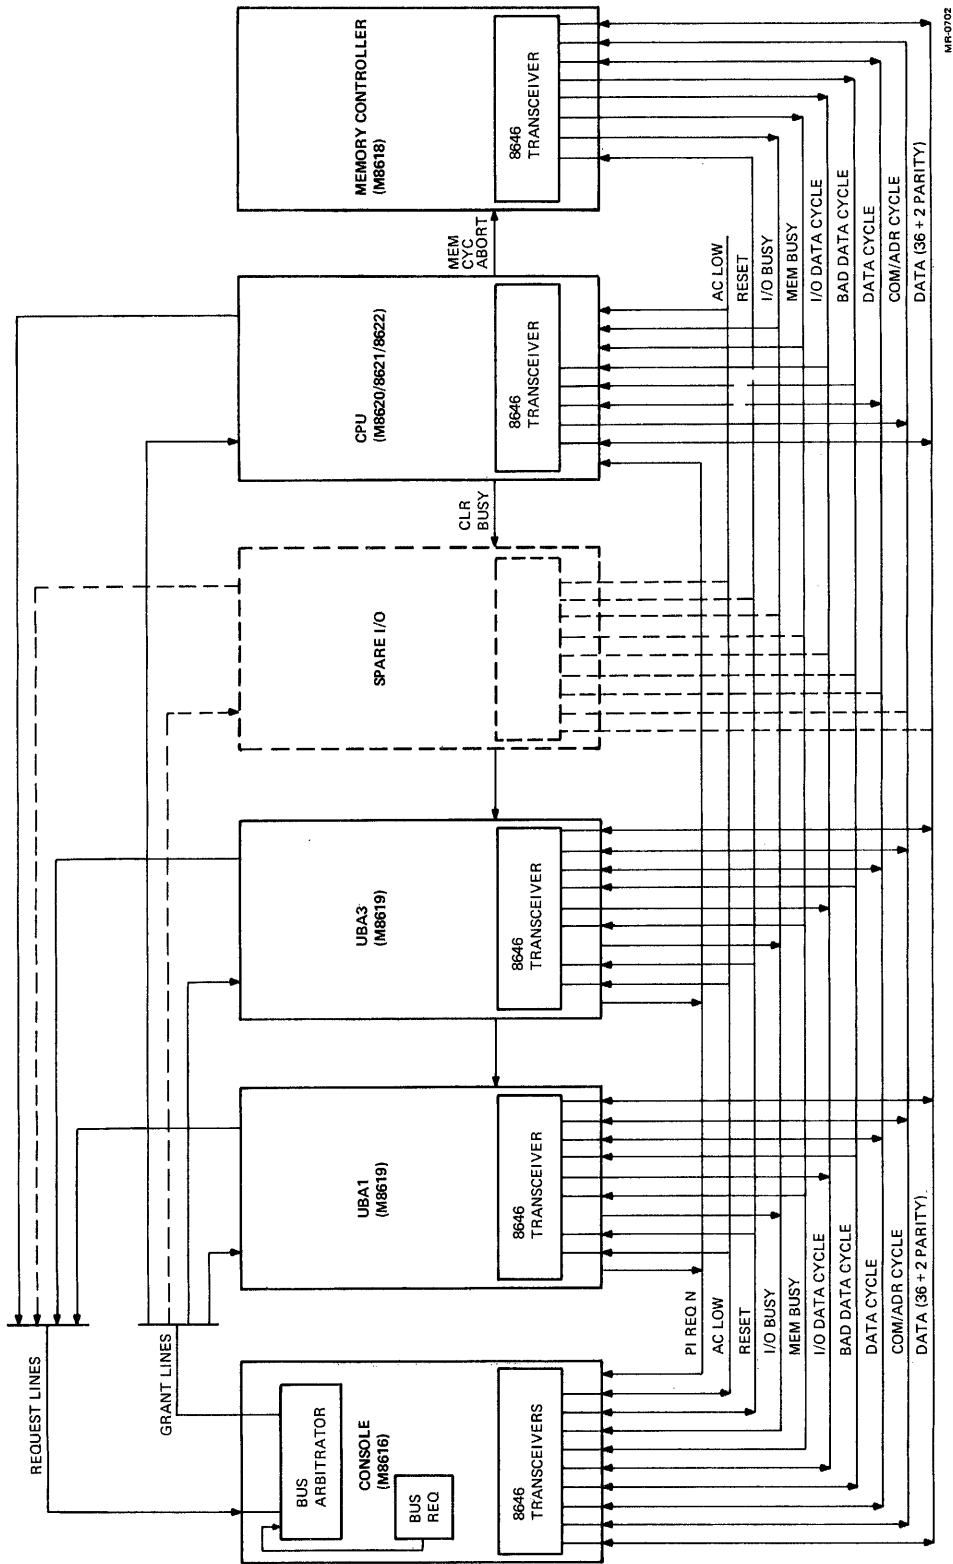 REQUEST LINES
GRANT LINES
BUS
ARBITRATOR
CONSOLE
(M8616)
BUS
REQ
8646
TRANSCEIVERS
UBA1
(M8619)
8646
TRANSCEIVER
UBA3
(M8619)
8646
TRANSCEIVER
SPARE I/O
CLR
BUSY
CPU
(M8620/8621/8622)
8646
TRANSCEIVER
MEM
CYC
ABORT
MEMORY CONTROLLER
(M8618)
8646
TRANSCEIVER
PI REQ N
AC LOW
RESET
I/O BUSY
MEM BUSY
I/O DATA CYCLE
BAD DATA CYCLE
DATA CYCLE
COM/ADR CYCLE
DATA (36 + 2 PARITY)
AC LOW
RESET
I/O BUSY
MEM BUSY
I/O DATA CYCLE
BAD DATA CYCLE
DATA CYCLE
COM/ADR CYCLE
DATA (36 + 2 PARITY)
MR-0702